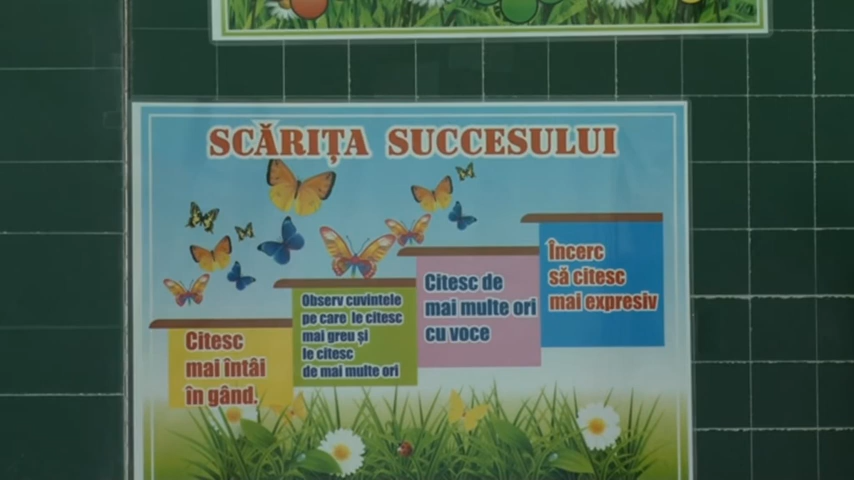 SCĂRIȚA SUCCESULUI
Citesc
mai întâi
în gând.
Observ cuvintele
pe care le citesc
mai greu și
le citesc
de mai multe ori
Citesc de
mai multe ori
cu voce
Încerc
să citesc
mai expresiv